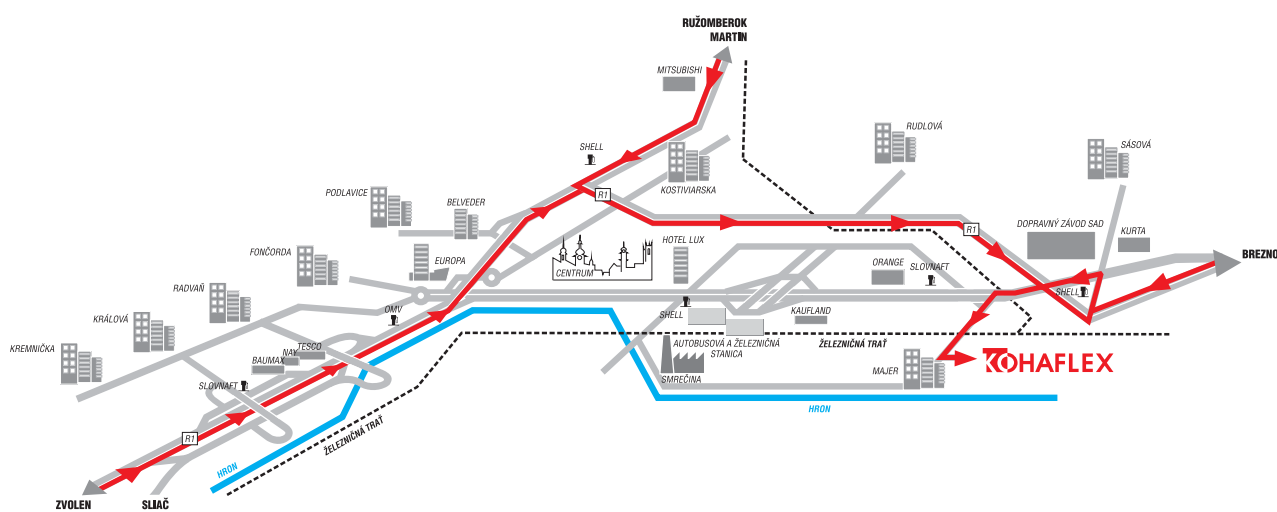 RUŽOMBEROK
MARTIN
MITSUBISHI
RUDLOVÁ
SÁSOVÁ
SHELL
KOSTIVIARSKA
PODLAVICE
BELVEDER
R1
R1
DOPRAVNÝ ZÁVOD SAD
KURTA
FONČORDA
EUROPA
CENTRUM
HOTEL LUX
ORANGE
SLOVNAFT
BREZNO
RADVAŇ
SHELL
OMV
SHELL
KAUFLAND
KRÁLOVÁ
KREMNIČKA
TESCO
NAY
BAUMAX
AUTOBUSOVÁ A ŽELEZNIČNÁ
STANICA
ŽELEZNIČNÁ TRAŤ
SLOVNAFT
SMREČINA
MAJER
KOHAFLEX
HRON
R1
ŽELEZNIČNÁ TRAŤ
HRON
ZVOLEN
SLIAČ